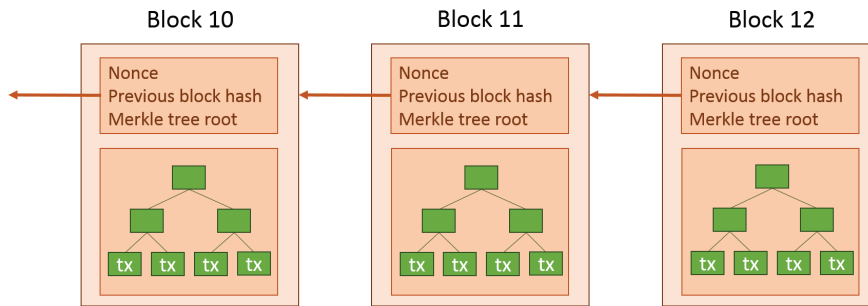 Block 10
Nonce
Previous block hash
Merkle tree root
tx tx tx tx
Block 11
Nonce
Previous block hash
Merkle tree root
tx tx tx tx
Block 12
Nonce
Previous block hash
Merkle tree root
tx tx tx tx